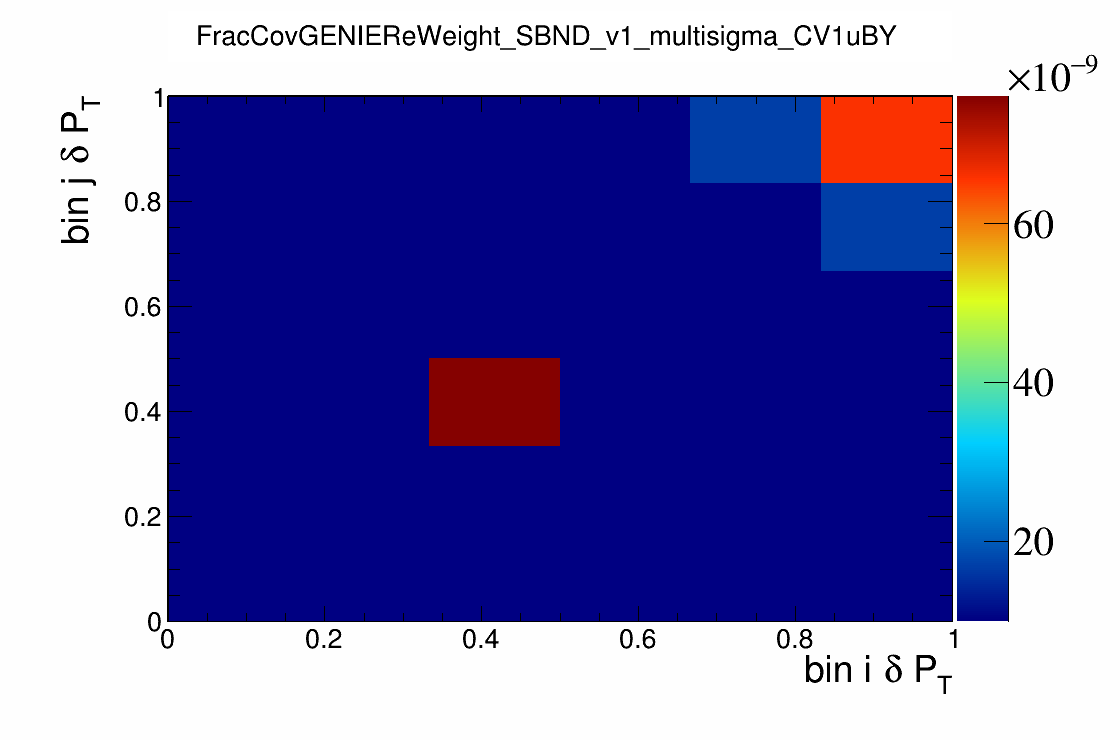 FracCovGENIEReWeight_SBND_v1_multisigma_CV1uBY
×10⁻⁹
bin j δ P_T
1
0.8
0.6
0.4
0.2
0
0 0.2 0.4 0.6 0.8 1
bin i δ P_T
60
40
20